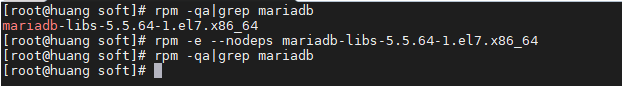 [root@huang soft]# rpm -qa|grep mariadb
mariadb-libs-5.5.64-1.el7.x86_64
[root@huang soft]# rpm -e --nodeps mariadb-libs-5.5.64-1.el7.x86_64
[root@huang soft]# rpm -qa|grep mariadb
[root@huang soft]#